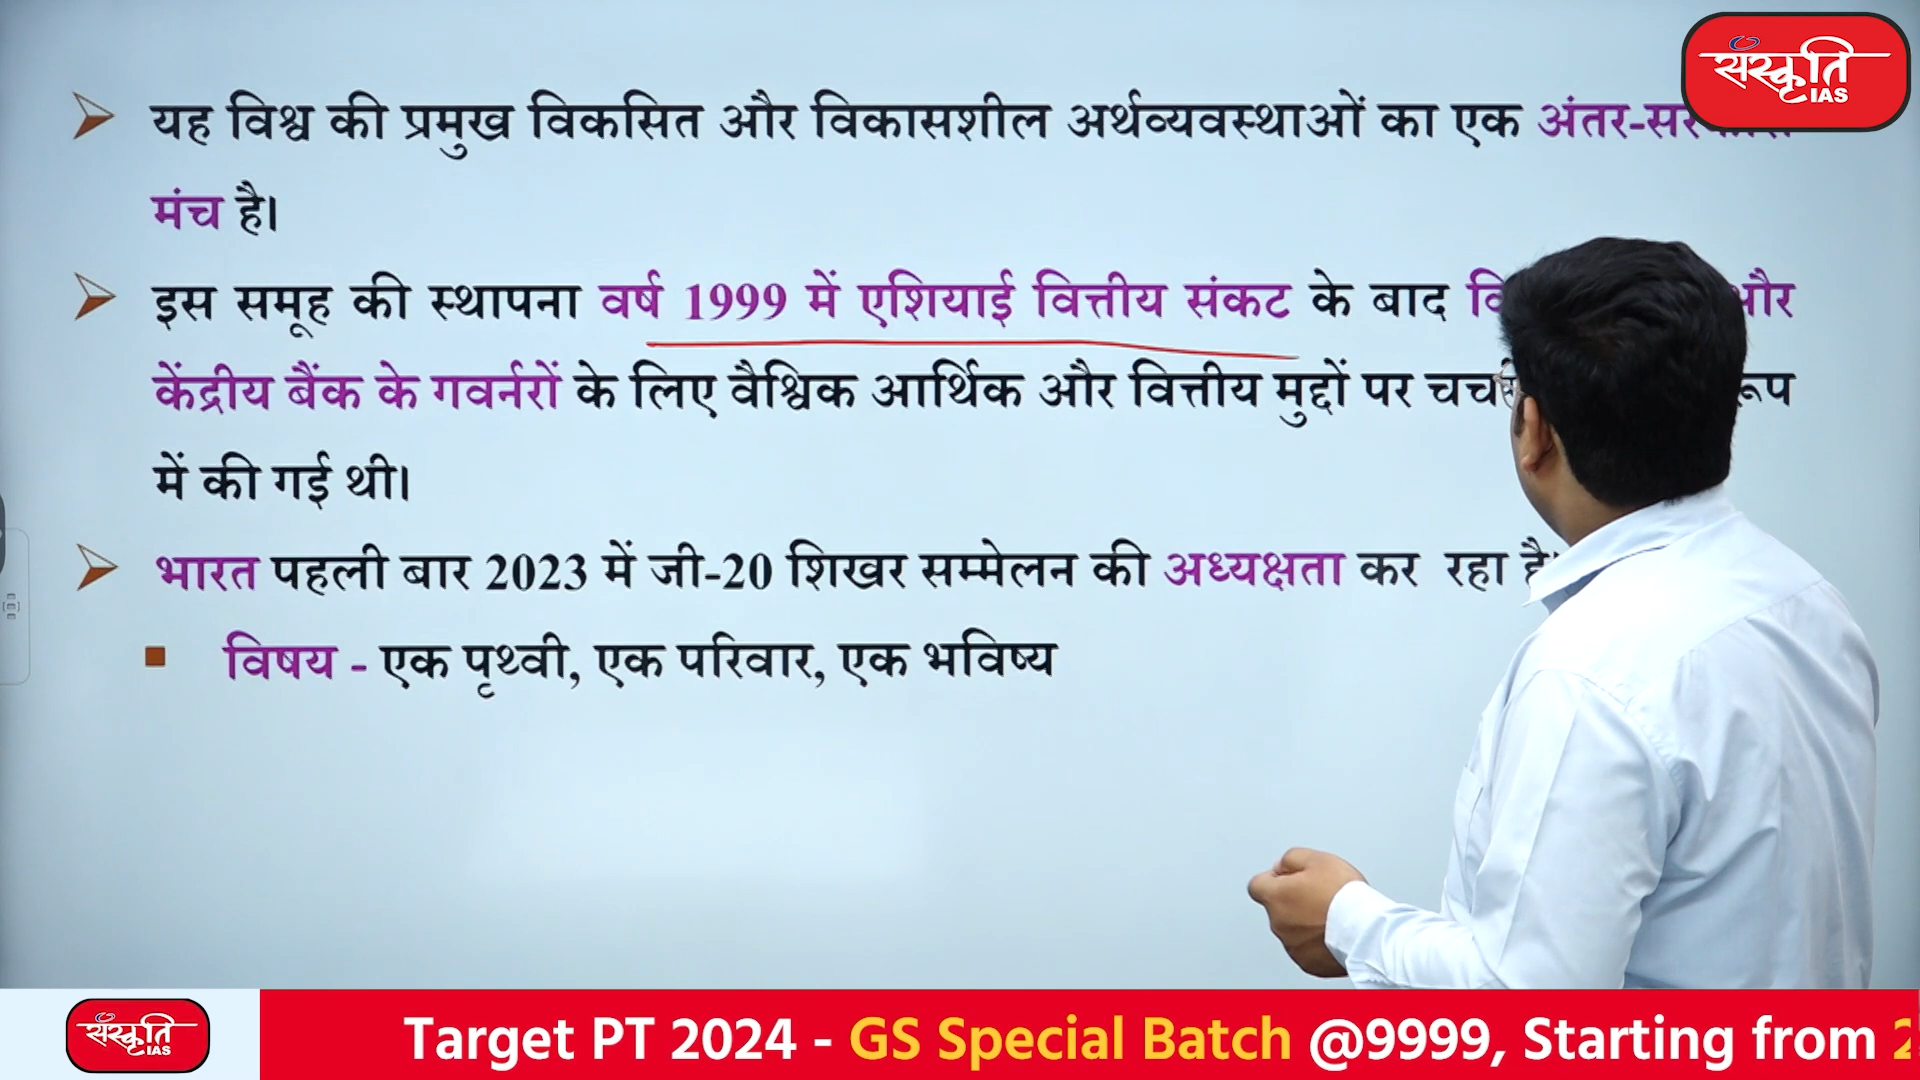 संस्कृति
IAS
यह विश्व की प्रमुख विकसित और विकासशील अर्थव्यवस्थाओं का एक अंतर-सरकारी
मंच है।
इस समूह की स्थापना वर्ष 1999 में एशियाई वित्तीय संकट के बाद और
केंद्रीय बैंक के गवर्नरों के लिए वैश्विक आर्थिक और वित्तीय मुद्दों पर रूप
में की गई थी।
भारत पहली बार 2023 में जी-20 शिखर सम्मेलन की अध्यक्षता कर रहा है
विषय - एक पृथ्वी, एक परिवार, एक भविष्य
संस्कृति
IAS
Target PT 2024 - GS Special Batch @9999, Starting from